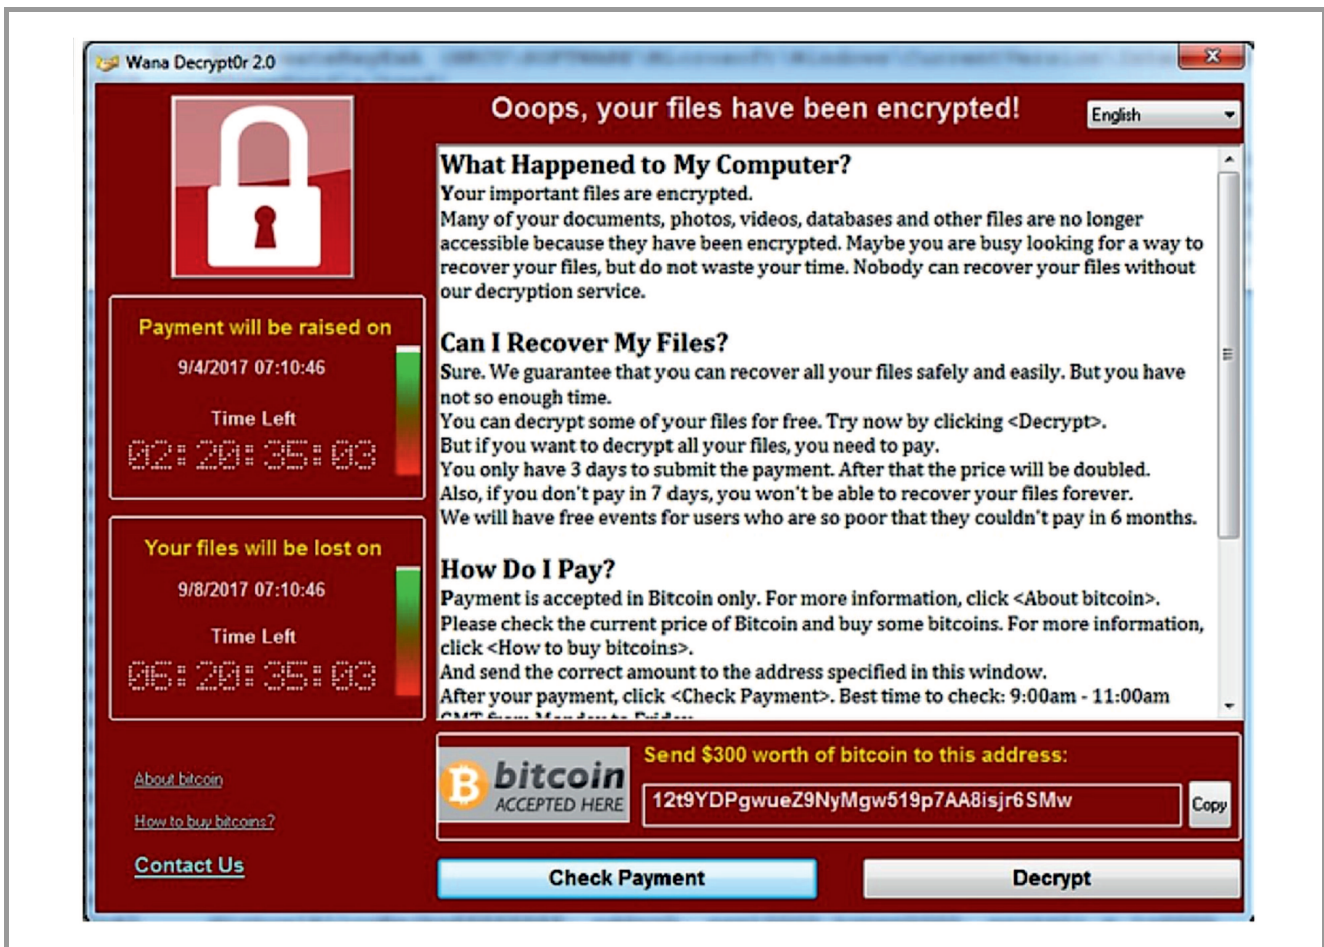 Wana Decrypt0r 2.0
Ooops, your files have been encrypted!
English
What Happened to My Computer?
Your important files are encrypted.
Many of your documents, photos, videos, databases and other files are no longer
accessible because they have been encrypted. Maybe you are busy looking for a way to
recover your files, but do not waste your time. Nobody can recover your files without
our decryption service.
Can I Recover My Files?
Sure. We guarantee that you can recover all your files safely and easily. But you have
not so enough time.
You can decrypt some of your files for free. Try now by clicking <Decrypt>.
But if you want to decrypt all your files, you need to pay.
You only have 3 days to submit the payment. After that the price will be doubled.
Also, if you don't pay in 7 days, you won't be able to recover your files forever.
We will have free events for users who are so poor that they couldn't pay in 6 months.
How Do I Pay?
Payment is accepted in Bitcoin only. For more information, click <About bitcoin>.
Please check the current price of Bitcoin and buy some bitcoins. For more information,
click <How to buy bitcoins>.
And send the correct amount to the address specified in this window.
After your payment, click <Check Payment>. Best time to check: 9:00am - 11:00am
GMT from Monday to Friday
Payment will be raised on
9/4/2017 07:10:46
Time Left
02:20:35:03
Your files will be lost on
9/8/2017 07:10:46
Time Left
06:20:35:03
About bitcoin
How to buy bitcoins?
Contact Us
bitcoin
ACCEPTED HERE
Send $300 worth of bitcoin to this address:
12t9YDPgwueZ9NyMgw519p7AA8isjr6SMw
Copy
Check Payment
Decrypt